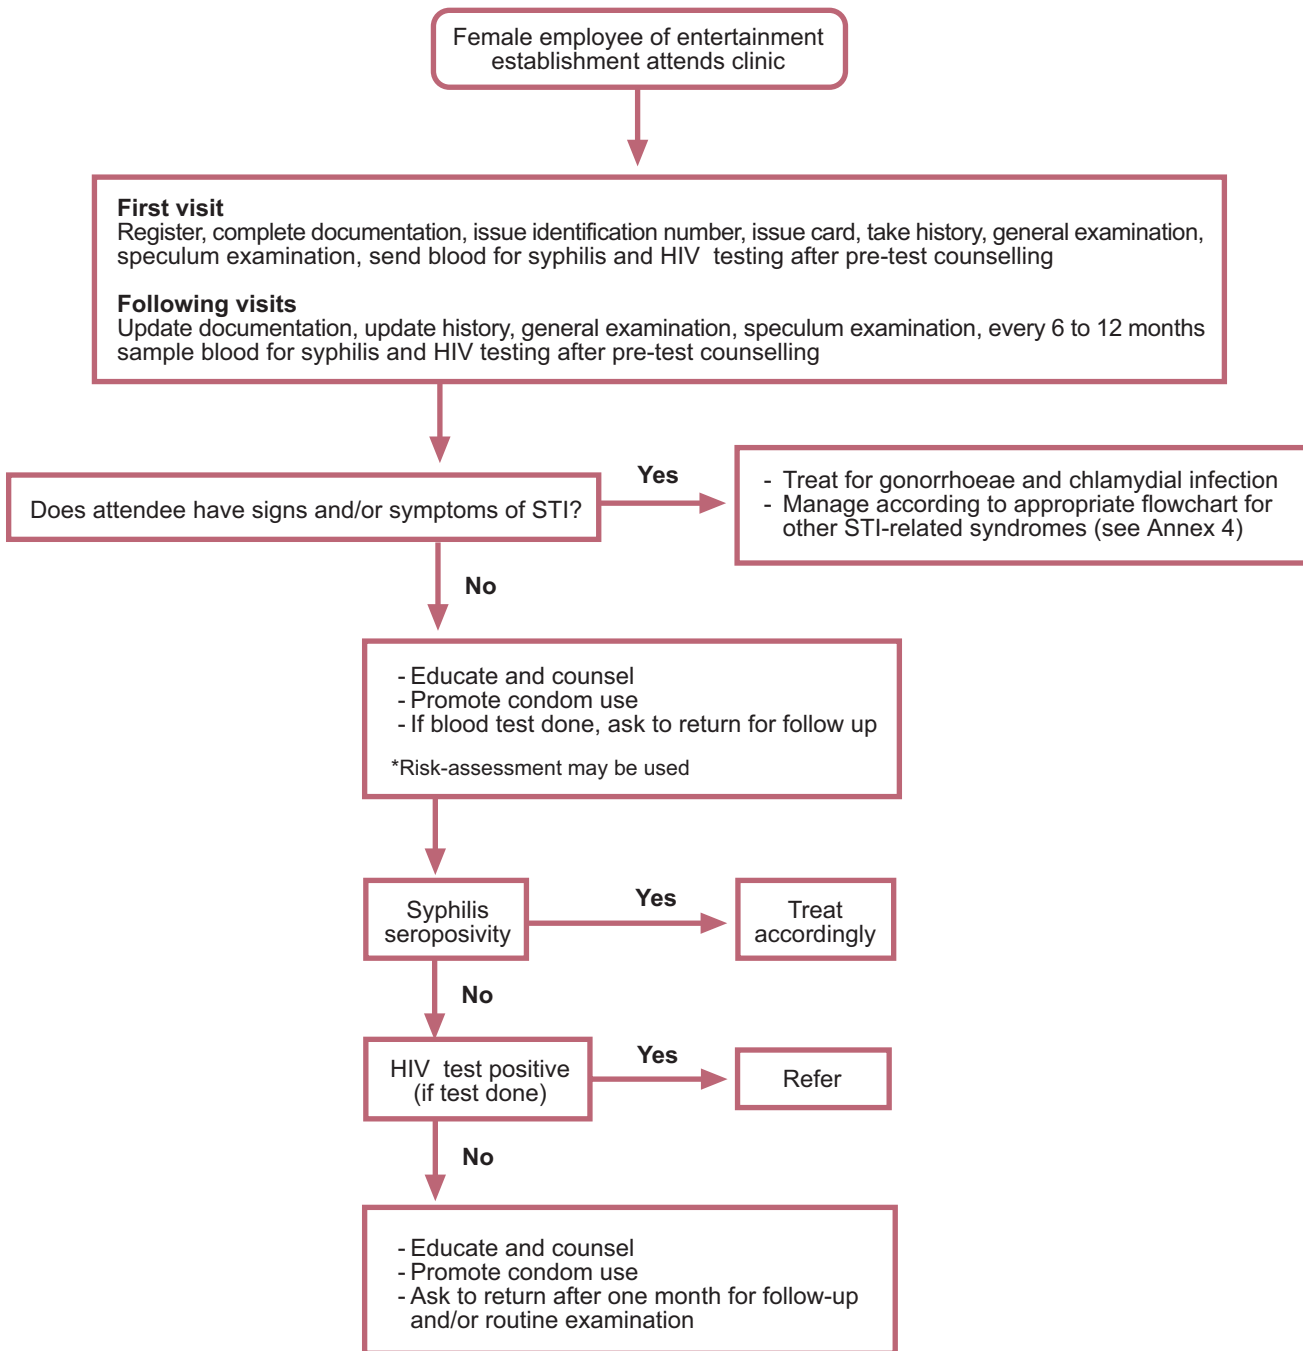 Female employee of entertainment
establishment attends clinic
First visit
Register, complete documentation, issue identification number, issue card, take history, general examination,
speculum examination, send blood for syphilis and HIV testing after pre-test counselling
Following visits
Update documentation, update history, general examination, speculum examination, every 6 to 12 months
sample blood for syphilis and HIV testing after pre-test counselling
Does attendee have signs and/or symptoms of STI?
Yes
- Treat for gonorrhoeae and chlamydial infection
- Manage according to appropriate flowchart for
other STI-related syndromes (see Annex 4)
No
- Educate and counsel
- Promote condom use
- If blood test done, ask to return for follow up
*Risk-assessment may be used
Syphilis
seroposivity
Yes
Treat
accordingly
No
HIV test positive
(if test done)
Yes
Refer
No
- Educate and counsel
- Promote condom use
- Ask to return after one month for follow-up
and/or routine examination